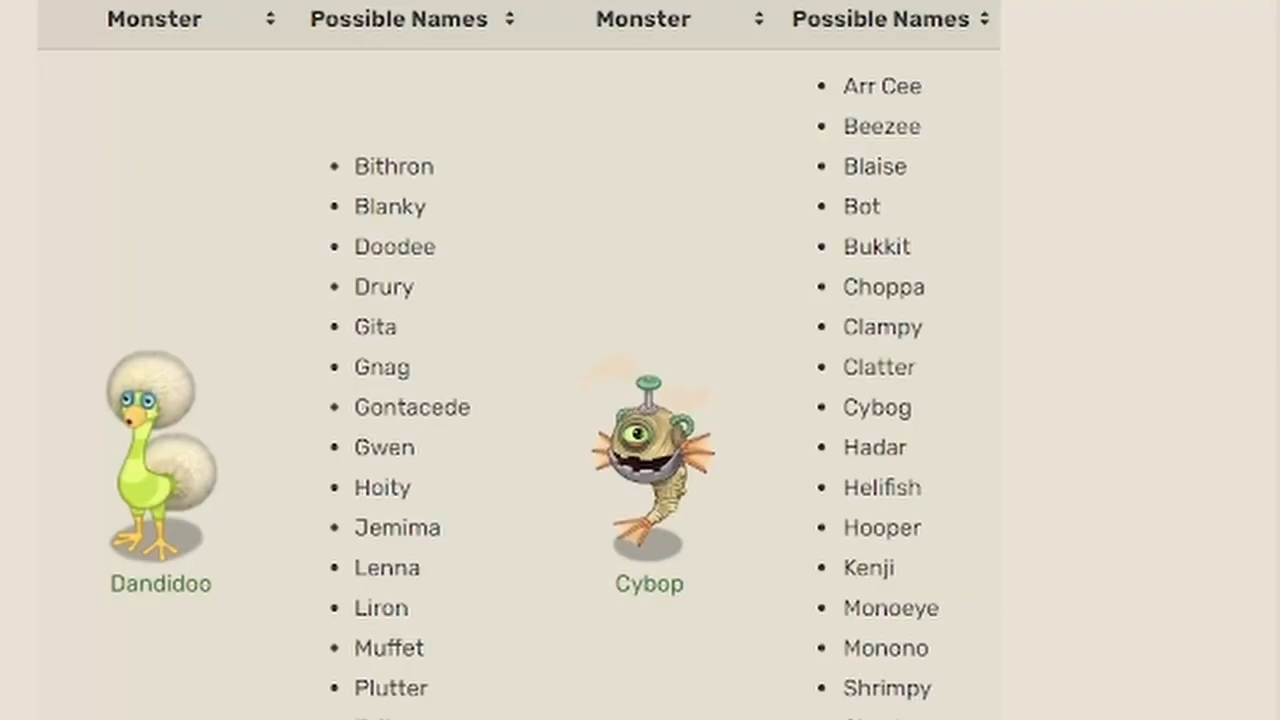 Monster Possible Names Monster Possible Names
Bithron
Blanky
Doodee
Drury
Gita
Gnag
Gontacede
Gwen
Hoity
Jemima
Lenna
Liron
Muffet
Plutter
Dandidoo
Arr Cee
Beezee
Blaise
Bot
Bukkit
Choppa
Clampy
Clatter
Cybog
Hadar
Helifish
Hooper
Kenji
Monoeye
Monono
Shrimpy
Cybop